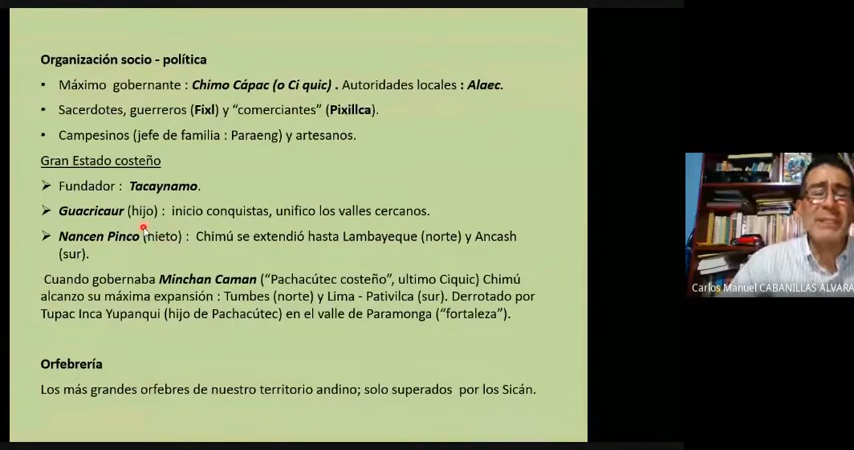 Organización socio - política
• Máximo gobernante : Chimo Cápac (o Ci quic) . Autoridades locales : Alaec.
• Sacerdotes, guerreros (Fixl) y “comerciantes” (Pixillca).
• Campesinos (jefe de familia : Paraeng) y artesanos.
Gran Estado costeño
➢ Fundador : Tacaynamo.
➢ Guacricaur (hijo) : inicio conquistas, unifico los valles cercanos.
➢ Nancen Pinco (nieto) : Chimú se extendió hasta Lambayeque (norte) y Ancash
(sur).
Cuando gobernaba Minchan Caman (“Pachacútec costeño”, ultimo Ciquic) Chimú
alcanzo su máxima expansión : Tumbes (norte) y Lima - Pativilca (sur). Derrotado por
Tupac Inca Yupanqui (hijo de Pachacútec) en el valle de Paramonga (“fortaleza”).
Orfebrería
Los más grandes orfebres de nuestro territorio andino; solo superados por los Sicán.
Carlos Manuel CABANILLAS ALVARA